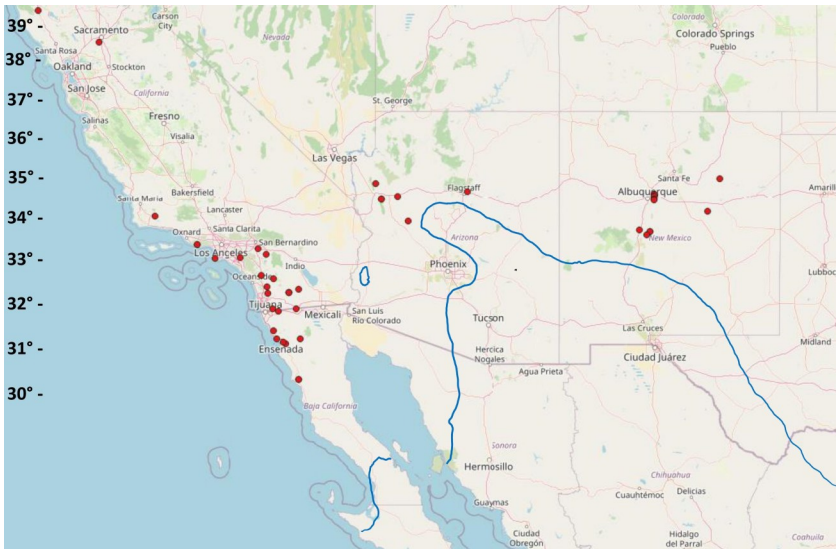 39° -
Carson
City
Colorado
Sacramento
Nevada
Colorado Springs
Santa Rosa
Pueblo
38° -
Oakland
Stockton
San Jose
California
37° -
St. George
Salinas
Fresno
36° -
Visalia
Las Vegas
35° -
Santa Fe
Bakersfield
Flagstaff
Albuquerque
Amarill
Santa Maria
Lancaster
34° -
Oxnard
Santa Clarita
Arizona
New Mexico
San Bernardino
Los Angeles
33° -
Indio
Phoenix
Oceanside
Lubboc
32° -
Tijuana
Mexicali
San Luis
Río Colorado
Tucson
Las Cruces
Midland
31° -
Ensenada
Heroica
Nogales
Ciudad Juárez
Agua Prieta
30° -
Baja California
Sonora
Hermosillo
Chihuahua
Cuauhtémoc
Delicias
Guaymas
Ciudad
Obregón
Hidalgo
del Parral
Coahuila